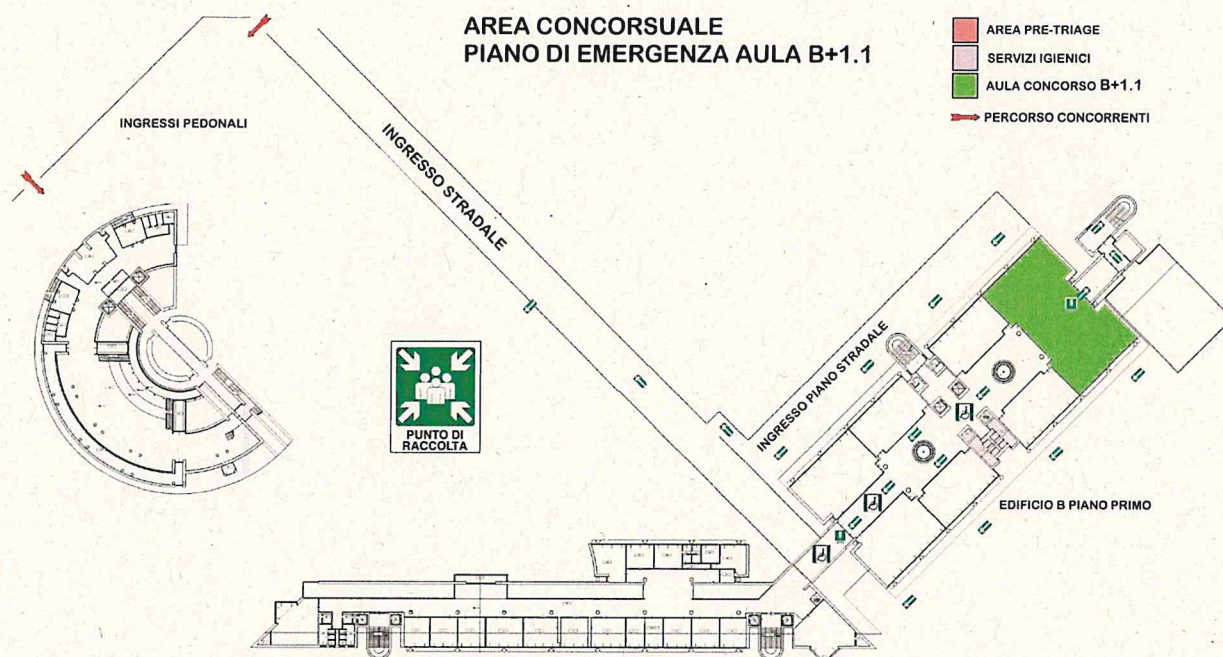 AREA CONCORSUALE
PIANO DI EMERGENZA AULA B+1.1
AREA PRE-TRIAGE
SERVIZI IGIENICI
AULA CONCORSO B+1.1
PERCORSO CONCORRENTI
INGRESSI PEDONALI
INGRESSO STRADALE
PUNTO DI
RACCOLTA
INGRESSO PIANO STRADALE
EDIFICIO B PIANO PRIMO